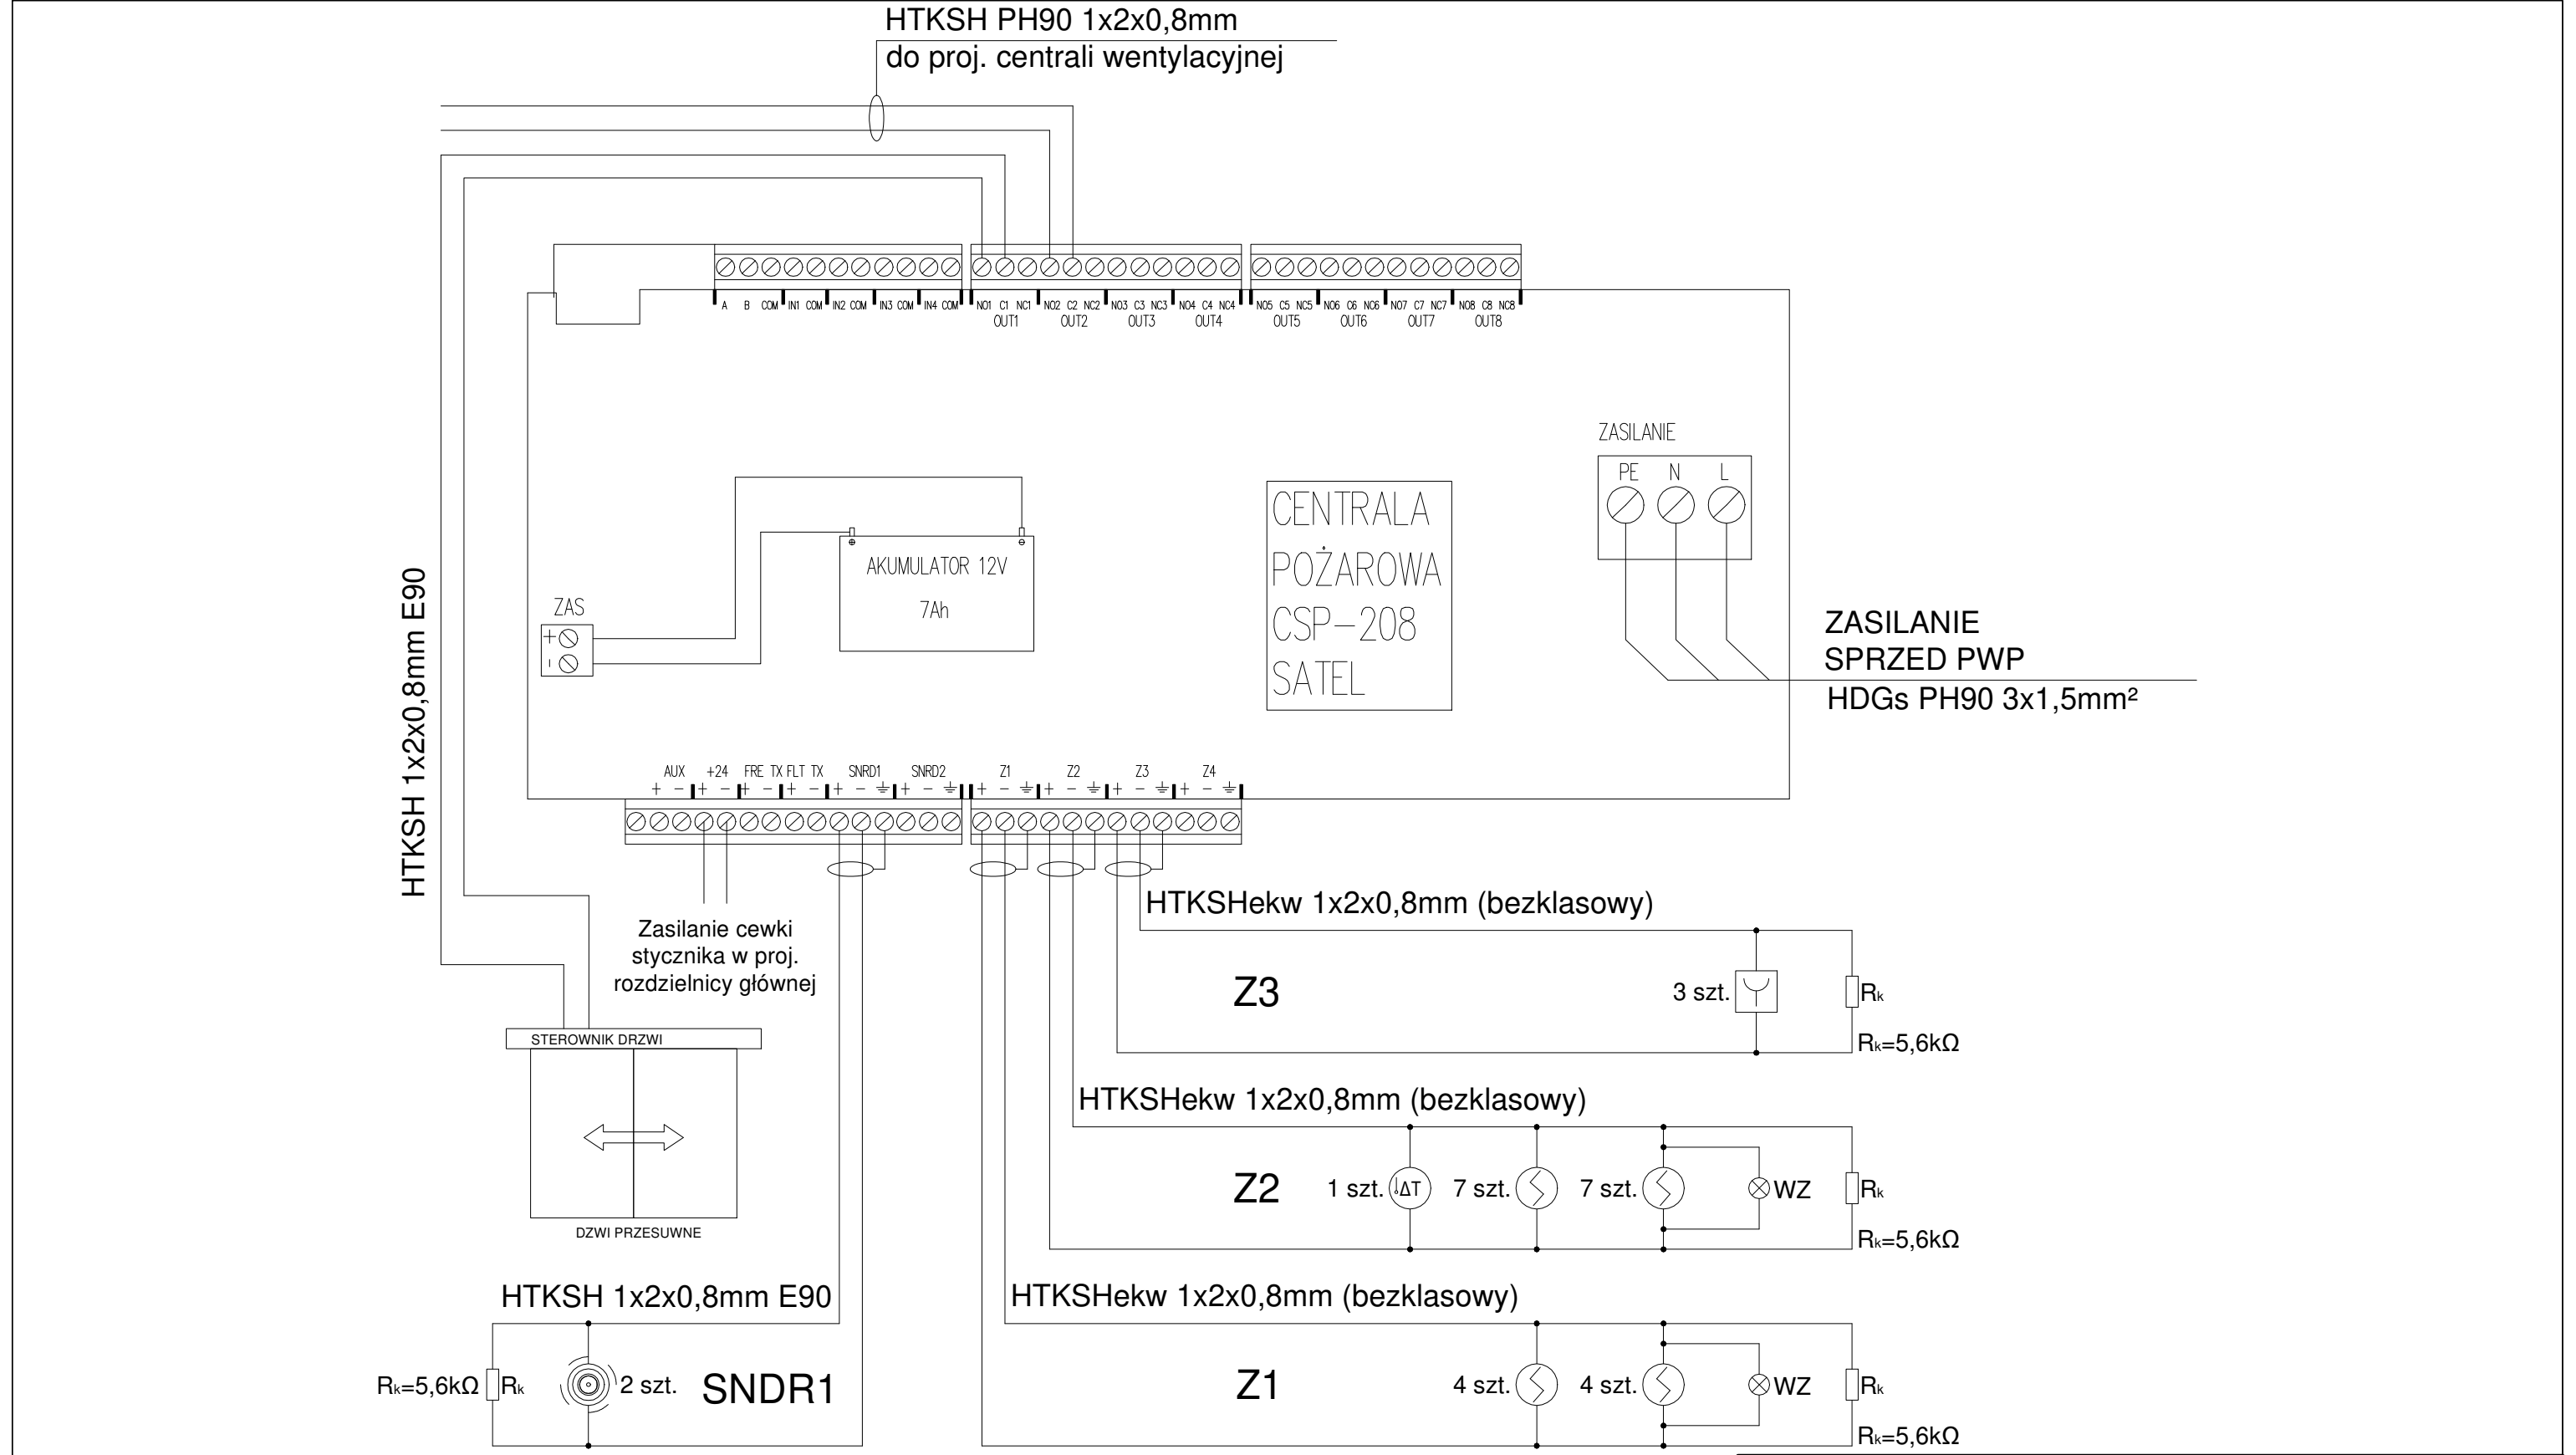 HTKSH PH90 1x2x0,8mm
do proj. centrali wentylacyjnej
A B COM IN1 COM IN2 COM IN3 COM IN4 COM NO1 C1 NC1 NO2 C2 NC2 NO3 C3 NC3 NO4 C4 NC4 NO5 C5 NC5 NO6 C6 NC6 NO7 C7 NC7 NO8 C8 NC8
OUT1 OUT2 OUT3 OUT4 OUT5 OUT6 OUT7 OUT8
ZASILANIE
PE N L
CENTRALA
POŻAROWA
CSP-208
SATEL
AKUMULATOR 12V
7Ah
ZAS
+
-
HTKSH 1x2x0,8mm E90
ZASILANIE
SPRZED PWP
HDGs PH90 3x1,5mm²
AUX +24 FRE TX FLT TX SNRD1 SNRD2 Z1 Z2 Z3 Z4
+ - + - + - + - + - + - + - + - + - + -
Zasilanie cewki
stycznika w proj.
rozdzielnicy głównej
HTKSHekw 1x2x0,8mm (bezklasowy)
Z3 3 szt. Rk
Rk=5,6kΩ
STEROWNIK DRZWI
DZWI PRZESUWNE
HTKSHekw 1x2x0,8mm (bezklasowy)
Z2 1 szt. ΔT 7 szt. 7 szt. WZ Rk
Rk=5,6kΩ
HTKSH 1x2x0,8mm E90
Rk=5,6kΩ Rk 2 szt. SNDR1
HTKSHekw 1x2x0,8mm (bezklasowy)
Z1 4 szt. 4 szt. WZ Rk
Rk=5,6kΩ